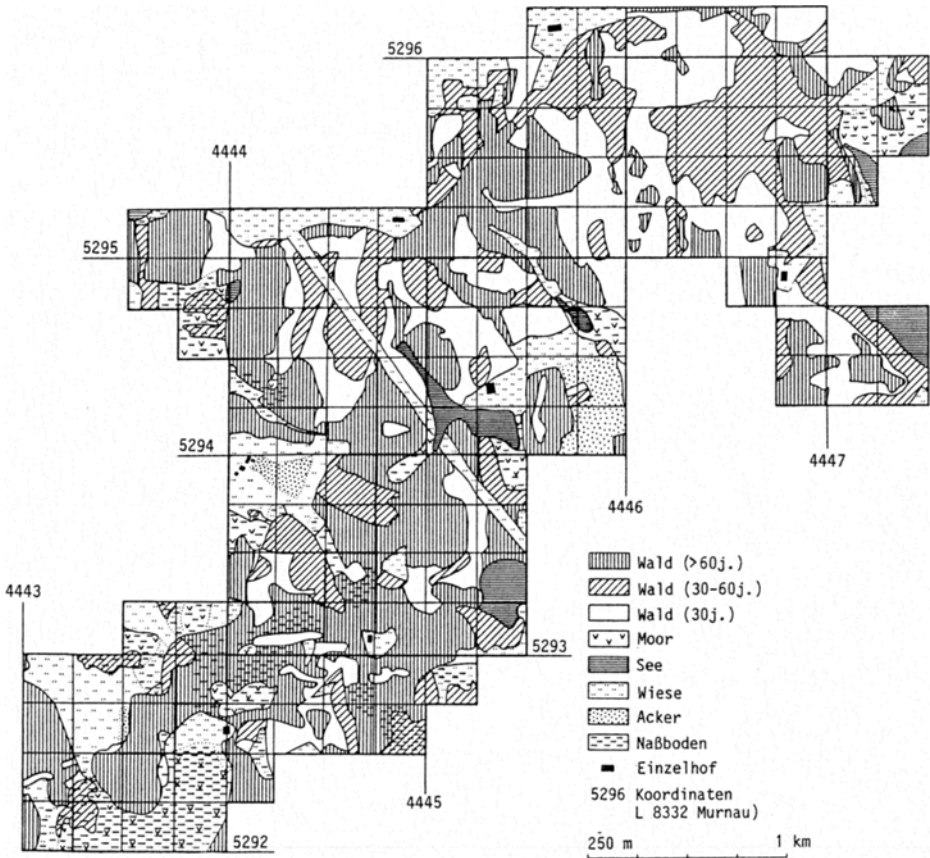 5296
4444
5295
5294
4447
4446
4443
5293
4445
5292
Wald (>60j.)
Wald (30-60j.)
Wald (30j.)
Moor
See
Wiese
Acker
Naßboden
Einzelhof
5296 Koordinaten
L 8332 Murnau)
250 m 1 km